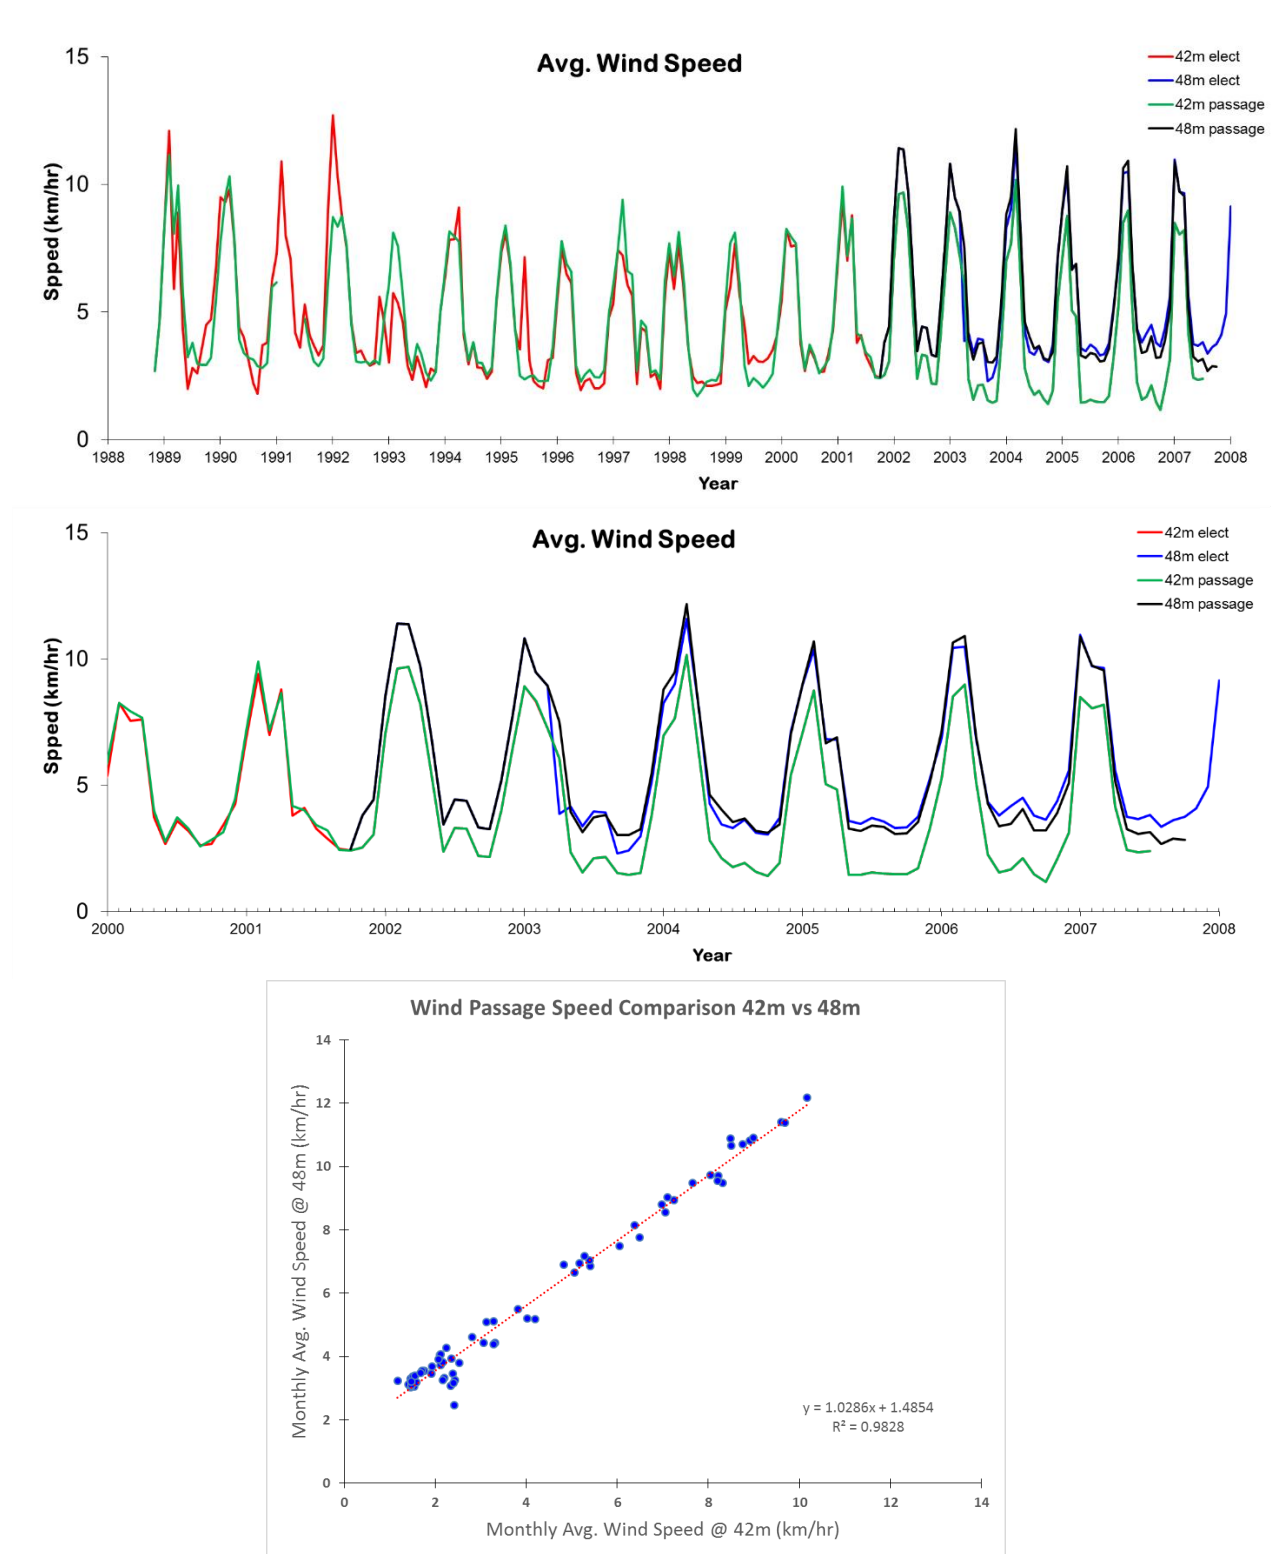 Avg. Wind Speed
42m elect
48m elect
42m passage
48m passage
Spped (km/hr)
15
10
5
0
1988 1989 1990 1991 1992 1993 1994 1995 1996 1997 1998 1999 2000 2001 2002 2003 2004 2005 2006 2007 2008
Year
Avg. Wind Speed
42m elect
48m elect
42m passage
48m passage
Spped (km/hr)
15
10
5
0
2000 2001 2002 2003 2004 2005 2006 2007 2008
Year
Wind Passage Speed Comparison 42m vs 48m
Monthly Avg. Wind Speed @ 48m (km/hr)
14
12
10
8
6
4
2
0
y = 1.0286x + 1.4854
R² = 0.9828
0 2 4 6 8 10 12 14
Monthly Avg. Wind Speed @ 42m (km/hr)